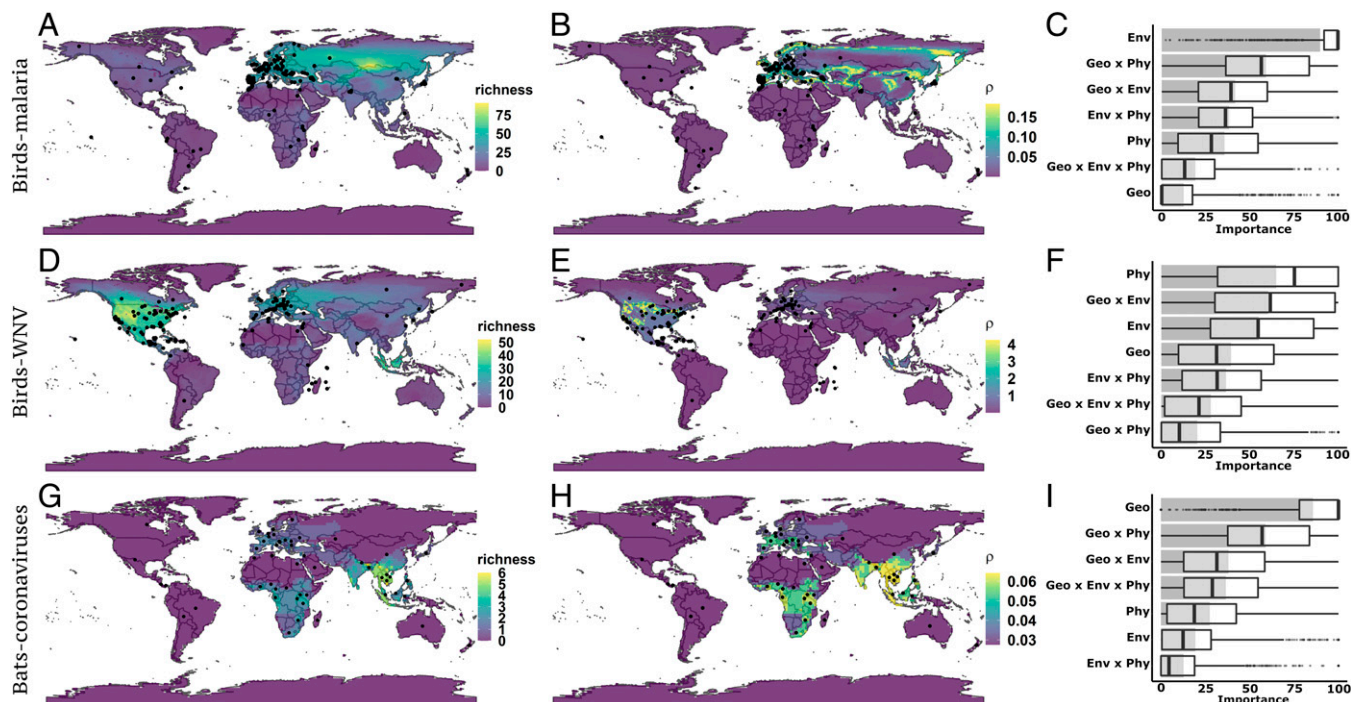 A
B
C
Birds-malaria
richness
75
50
25
0
ρ
0.15
0.10
0.05
Env
Geo x Phy
Geo x Env
Env x Phy
Phy
Geo x Env x Phy
Geo
0 25 50 75 100
Importance
D
E
F
Birds-WNV
richness
50
40
30
20
10
0
ρ
4
3
2
1
Phy
Geo x Env
Env
Geo
Env x Phy
Geo x Env x Phy
Geo x Phy
0 25 50 75 100
Importance
G
H
I
Bats-coronaviruses
richness
6
5
4
3
2
1
0
ρ
0.06
0.05
0.04
0.03
Geo
Geo x Phy
Geo x Env
Geo x Env x Phy
Phy
Env
Env x Phy
0 25 50 75 100
Importance